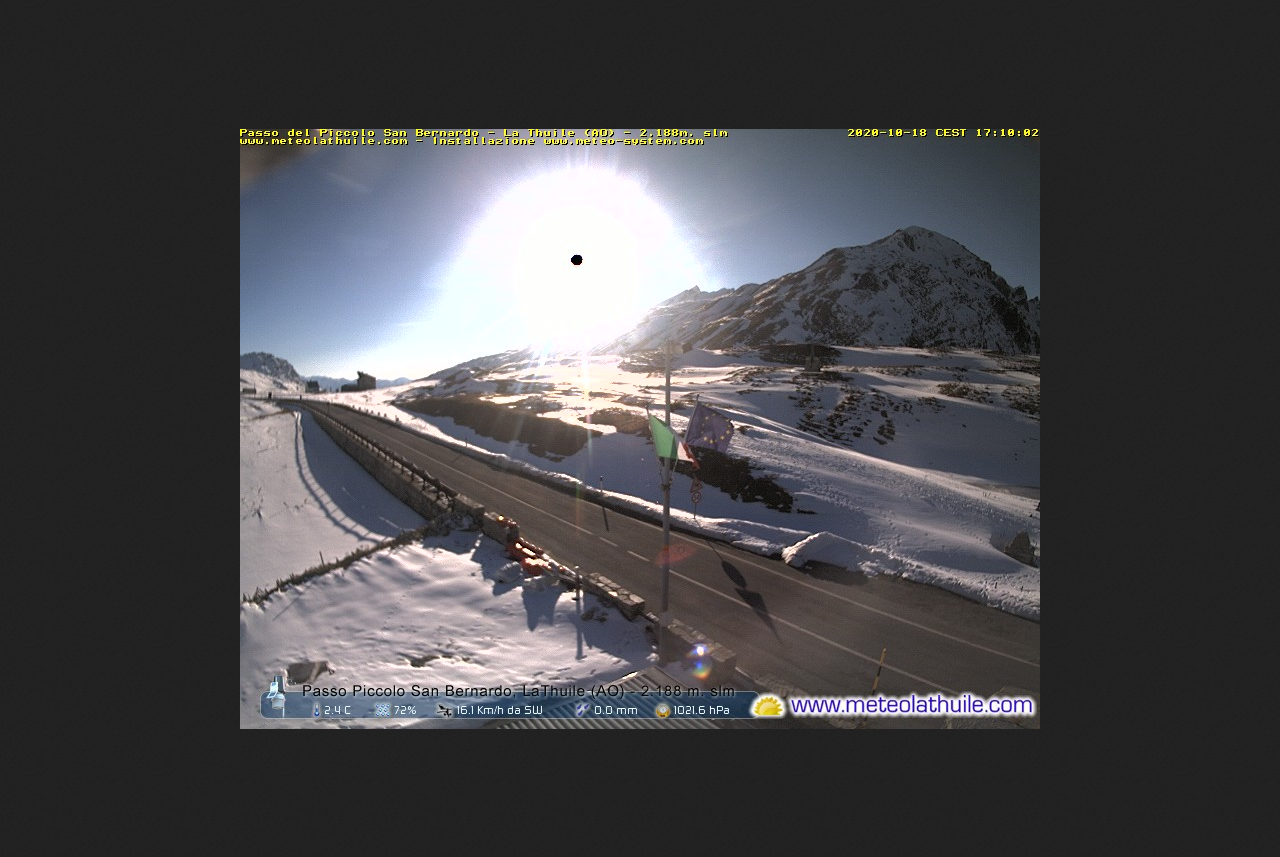 Passo del Piccolo San Bernardo - La Thuile (AO) - 2.188m. slm
2020-10-18 CEST 17:10:02
www.meteolathuile.com - Installazione www.meteo-system.com
Passo Piccolo San Bernardo, LaThuile (AO) - 2.188 m. slm
2.4 C 72% 16.1 Km/h da SW 0.0 mm 1021.6 hPa
www.meteolathuile.com